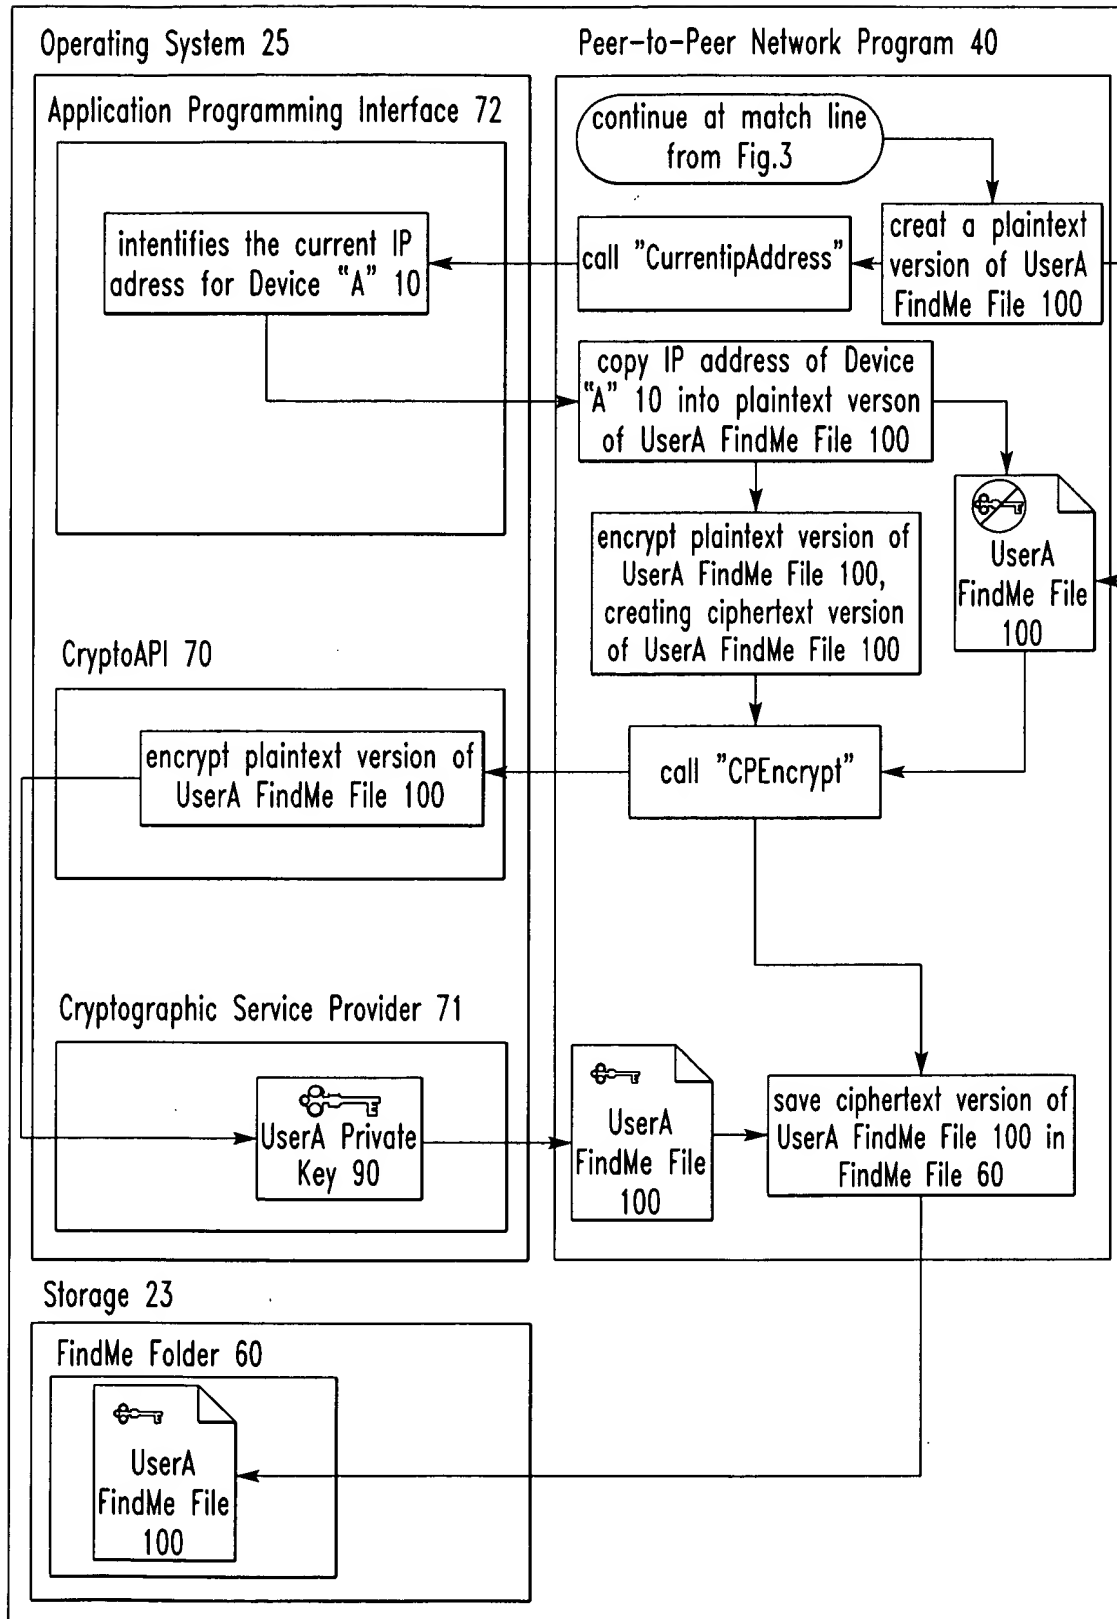 Operating System 25
Peer-to-Peer Network Program 40
Application Programming Interface 72
continue at match line
from Fig.3
intentifies the current IP
adress for Device "A" 10
call "CurrentipAddress"
creat a plaintext
version of UserA
FindMe File 100
copy IP address of Device
"A" 10 into plaintext verson
of UserA FindMe File 100
encrypt plaintext version of
UserA FindMe File 100,
creating ciphertext version
of UserA FindMe File 100
UserA
FindMe File
100
CryptoAPI 70
encrypt plaintext version of
UserA FindMe File 100
call "CPEncrypt"
Cryptographic Service Provider 71
UserA Private
Key 90
UserA
FindMe File
100
save ciphertext version of
UserA FindMe File 100 in
FindMe File 60
Storage 23
FindMe Folder 60
UserA
FindMe File
100